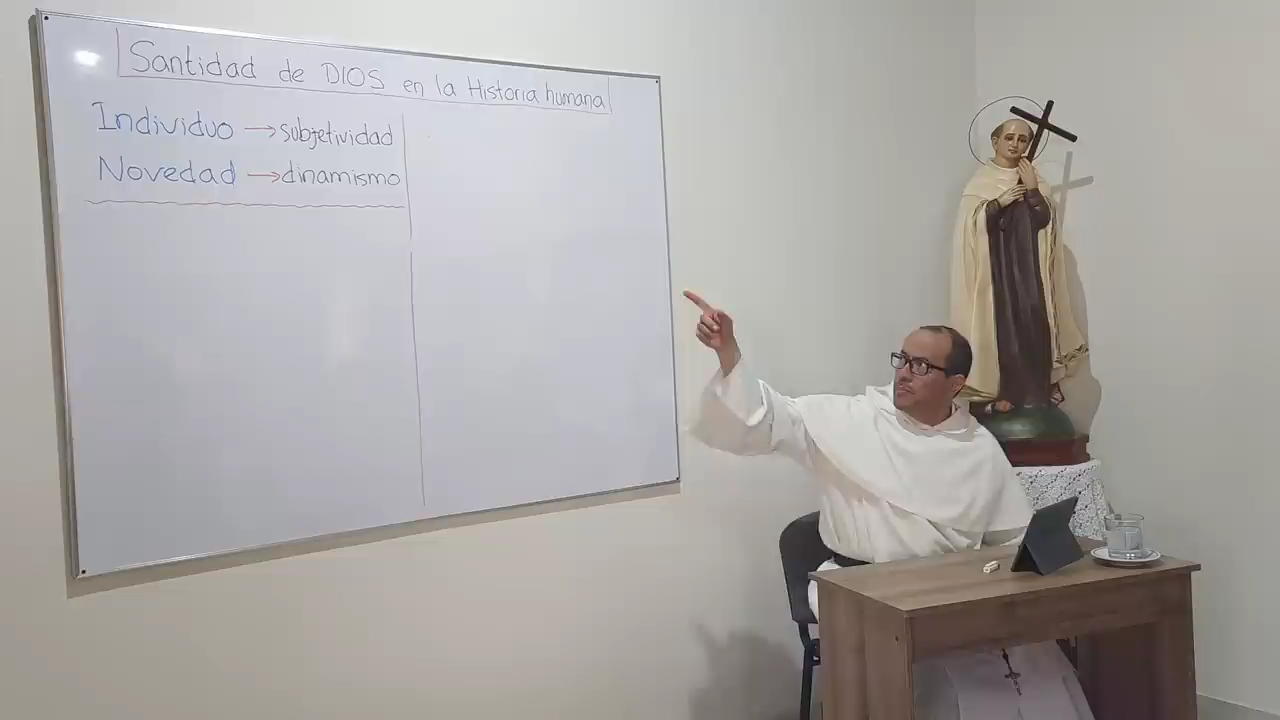 Santidad de DIOS en la Historia humana
Individuo → subjetividad
Novedad → dinamismo